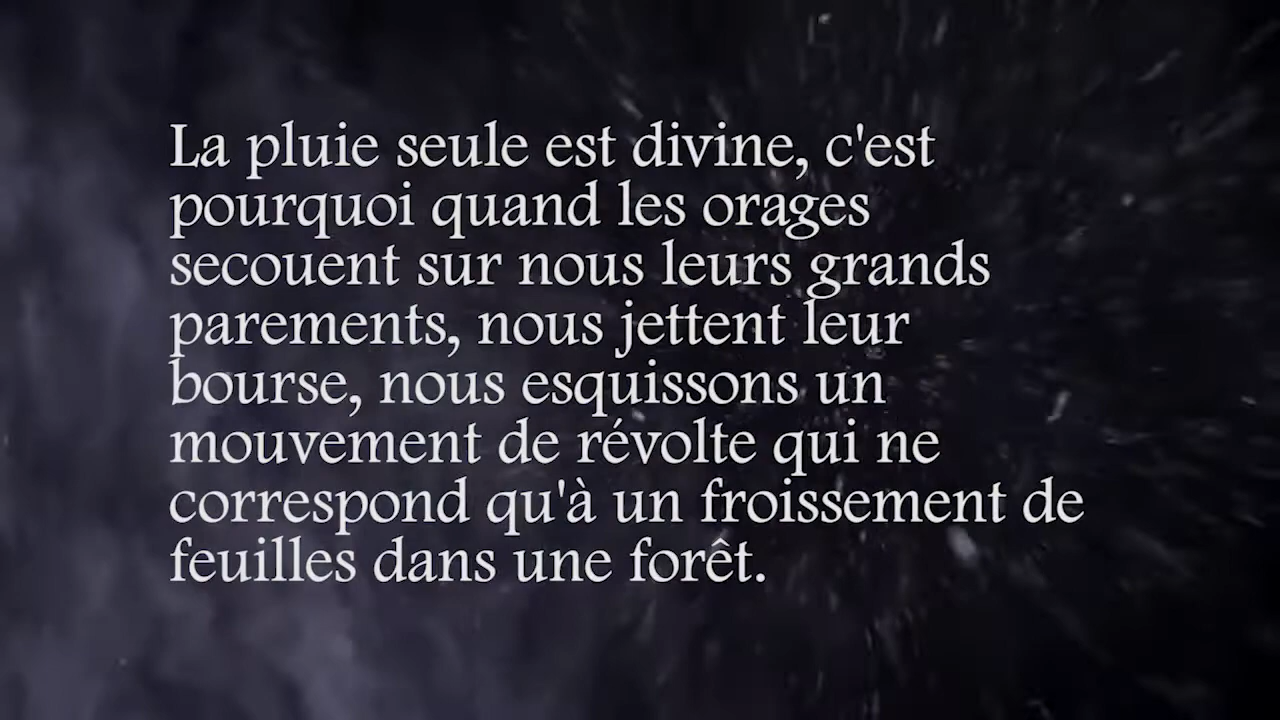 La pluie seule est divine, c'est
pourquoi quand les orages
secouent sur nous leurs grands
parements, nous jettent leur
bourse, nous esquissons un
mouvement de révolte qui ne
correspond qu'à un froissement de
feuilles dans une forêt.